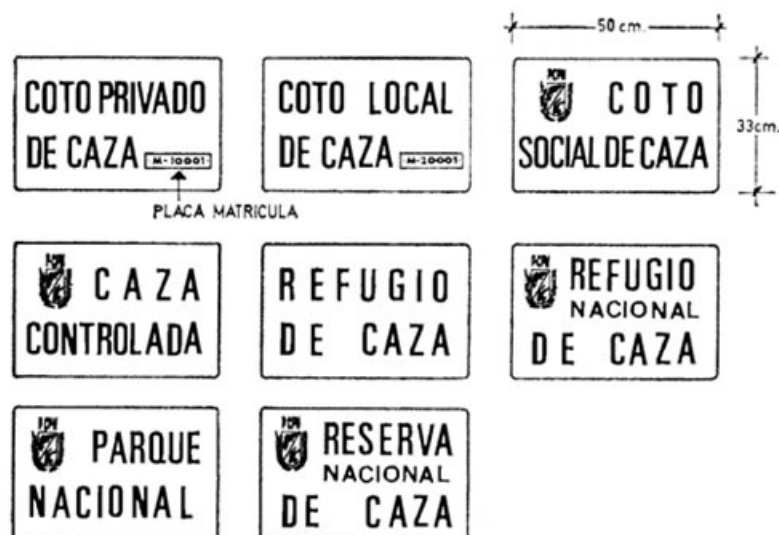 50 cm.
COTO PRIVADO
DE CAZA M-10001
PLACA MATRICULA
COTO LOCAL
DE CAZA M-20001
COTO
SOCIAL DE CAZA
33cm.
CAZA
CONTROLADA
REFUGIO
DE CAZA
REFUGIO
NACIONAL
DE CAZA
PARQUE
NACIONAL
RESERVA
NACIONAL
DE CAZA